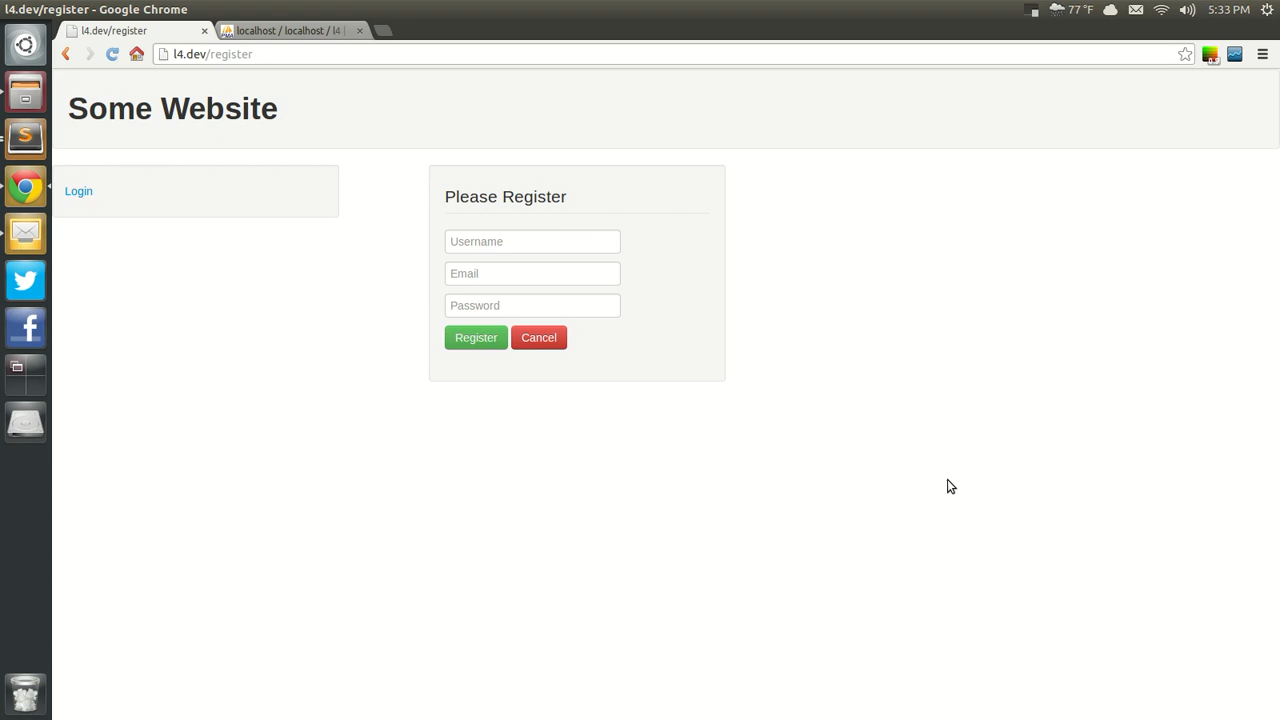 l4.dev/register - Google Chrome
77 °F
5:33 PM
l4.dev/register
localhost / localhost / l4 |
l4.dev/register
Some Website
Login
Please Register
Username
Email
Password
Register
Cancel